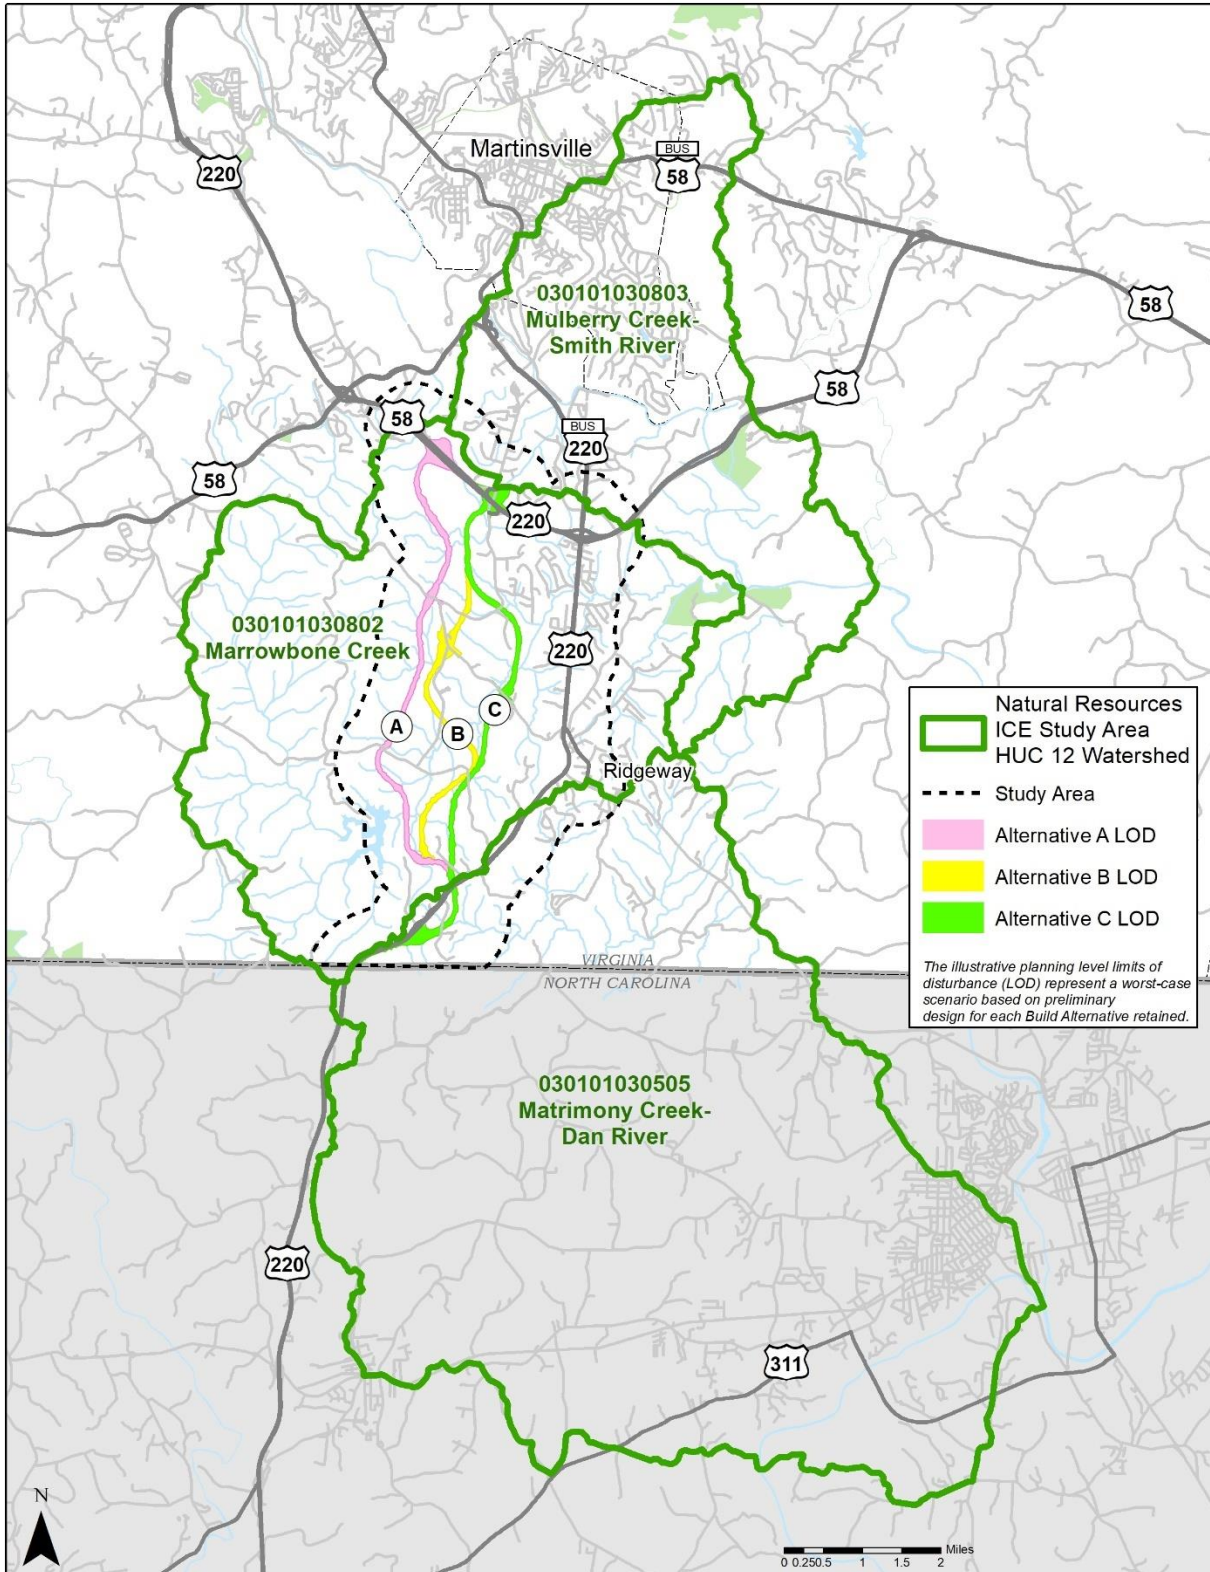 Martinsville
BUS
58
220
030101030803
Mulberry Creek-
Smith River
58
58
58
BUS
220
58
220
030101030802
Marrowbone Creek
220
A
B
C
Ridgeway
Natural Resources
ICE Study Area
HUC 12 Watershed
Study Area
Alternative A LOD
Alternative B LOD
Alternative C LOD
The illustrative planning level limits of
disturbance (LOD) represent a worst-case
scenario based on preliminary
design for each Build Alternative retained.
VIRGINIA
NORTH CAROLINA
030101030505
Matrimony Creek-
Dan River
220
311
N
Miles
0 0.25 0.5 1 1.5 2